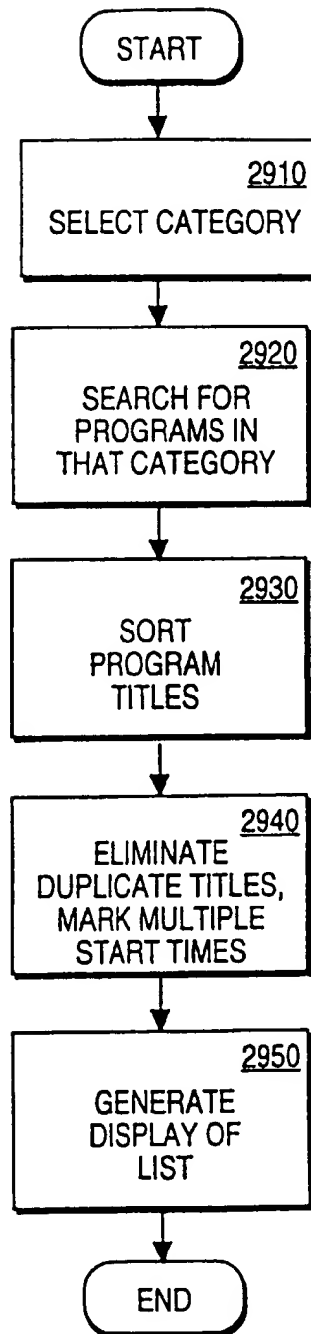 START
2910
SELECT CATEGORY
2920
SEARCH FOR
PROGRAMS IN
THAT CATEGORY
2930
SORT
PROGRAM
TITLES
2940
ELIMINATE
DUPLICATE TITLES,
MARK MULTIPLE
START TIMES
2950
GENERATE
DISPLAY OF
LIST
END